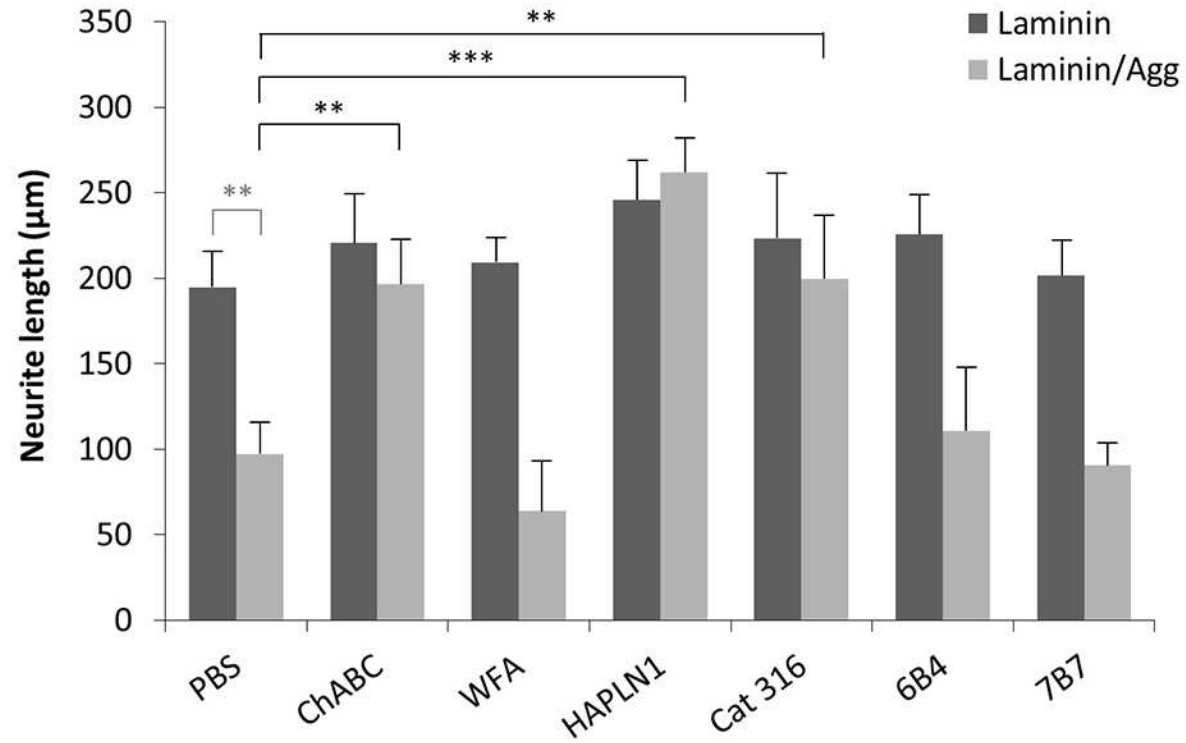 350
300
250
200
150
100
50
0
Neurite length (µm)
**
***
**
**
Laminin
Laminin/Agg
PBS
ChABC
WFA
HAPLN1
Cat 316
6B4
7B7